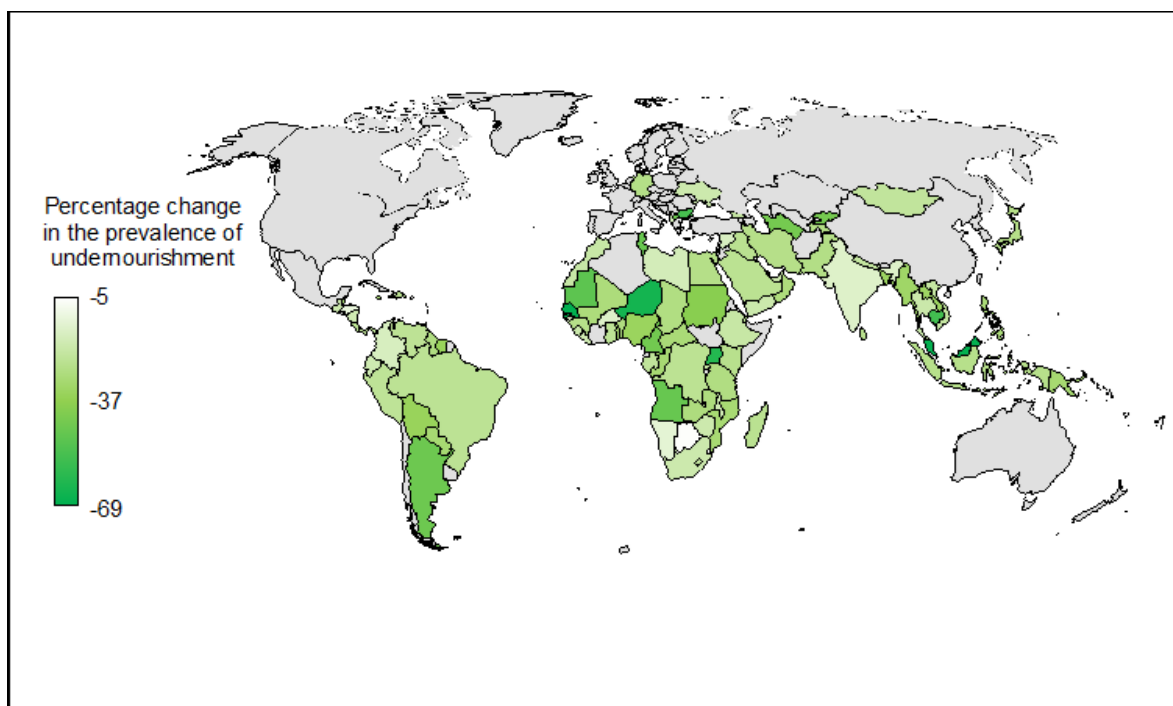 Percentage change
in the prevalence of
undernourishment
-5
-37
-69